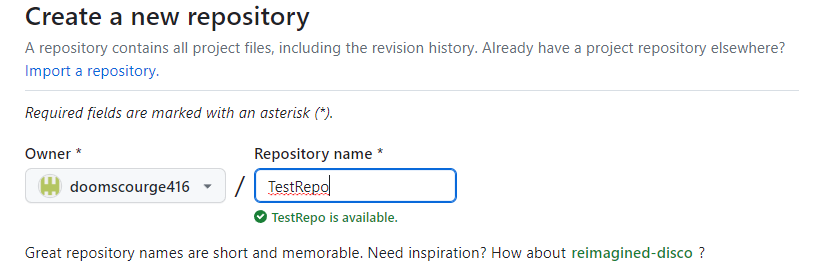 Create a new repository
A repository contains all project files, including the revision history. Already have a project repository elsewhere?
Import a repository.
Required fields are marked with an asterisk (*).
Owner * Repository name *
doomscourge416 / TestRepo
TestRepo is available.
Great repository names are short and memorable. Need inspiration? How about reimagined-disco ?